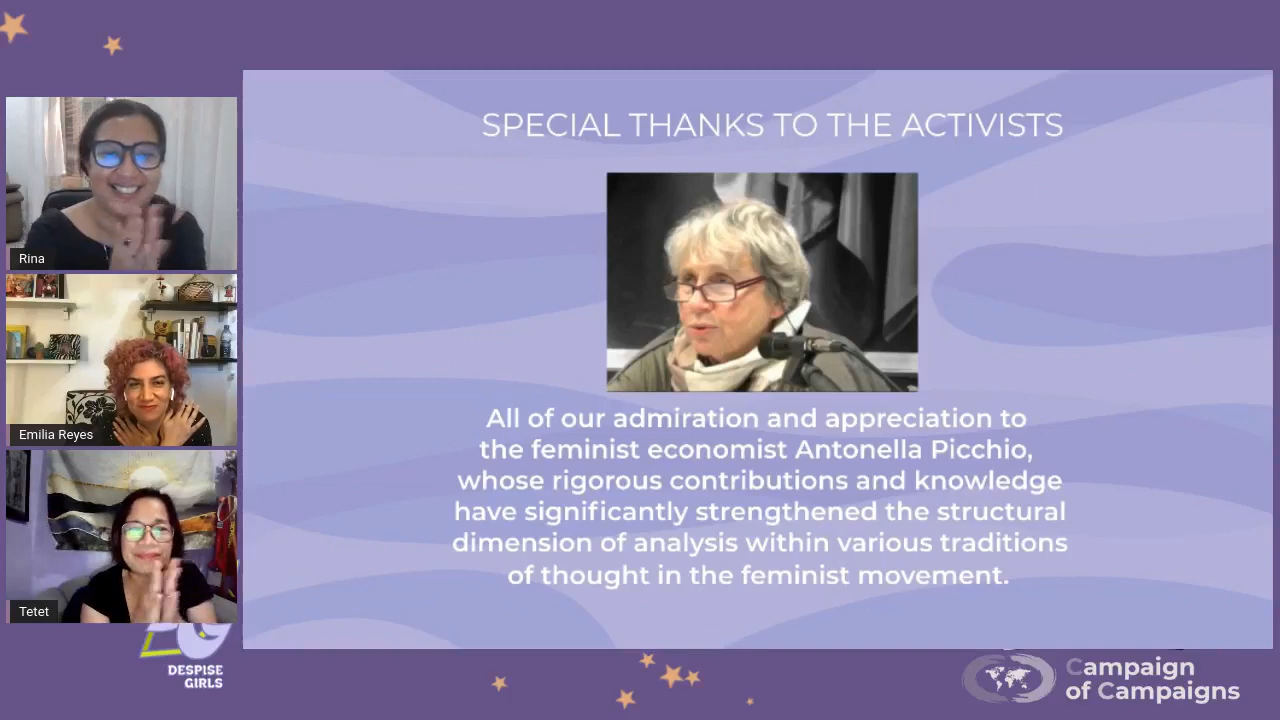 SPECIAL THANKS TO THE ACTIVISTS
Rina
Emilia Reyes
Tetet
All of our admiration and appreciation to
the feminist economist Antonella Picchio,
whose rigorous contributions and knowledge
have significantly strengthened the structural
dimension of analysis within various traditions
of thought in the feminist movement.
DESPISE
GIRLS
Campaign
of Campaigns